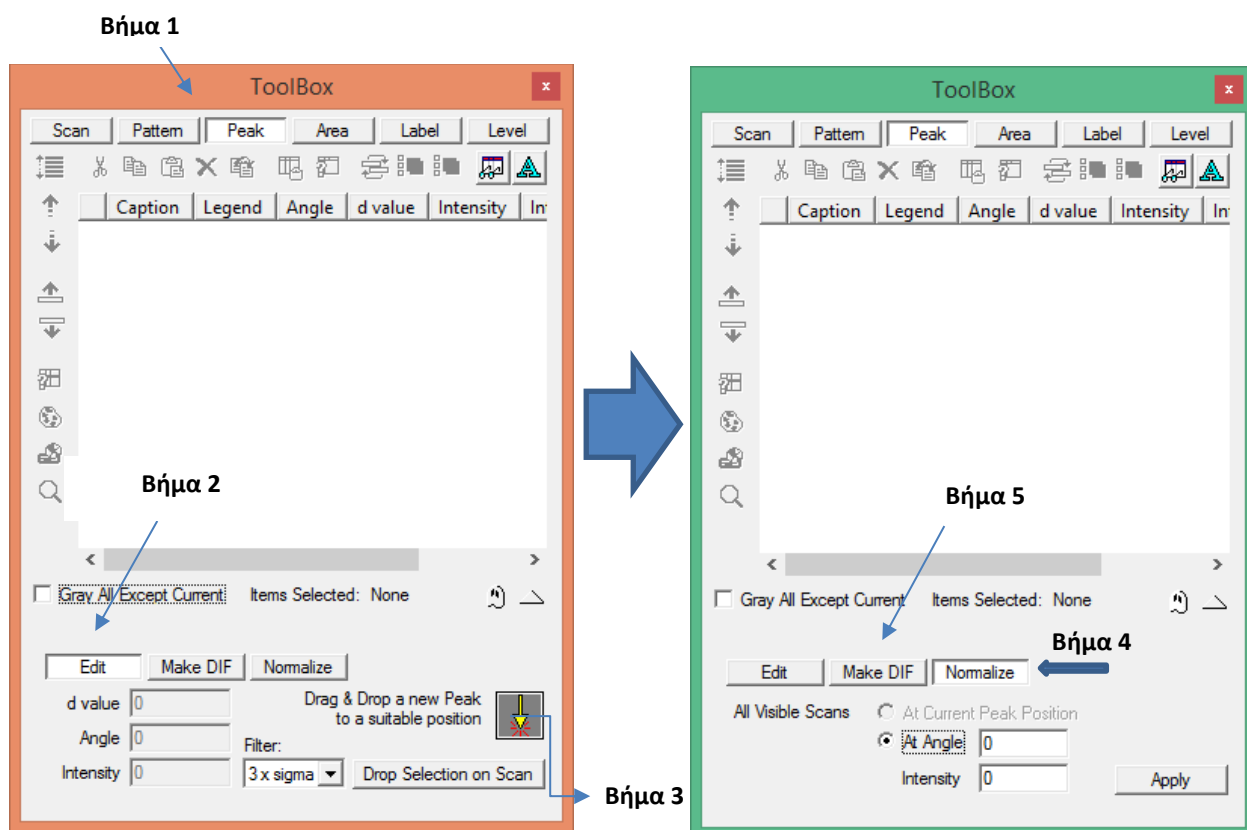 Βήμα 1
ToolBox
x
Scan Pattern Peak Area Label Level
Caption Legend Angle d value Intensity In
Βήμα 2
Gray All Except Current Items Selected: None
Edit Make DIF Normalize
d value 0
Drag & Drop a new Peak
to a suitable position
Angle 0
Filter:
Intensity 0
3 x sigma
Drop Selection on Scan
Βήμα 3
ToolBox
x
Scan Pattern Peak Area Label Level
Caption Legend Angle d value Intensity In
Βήμα 5
Gray All Except Current Items Selected: None
Βήμα 4
Edit Make DIF Normalize
All Visible Scans At Current Peak Position
At Angle 0
Intensity 0
Apply